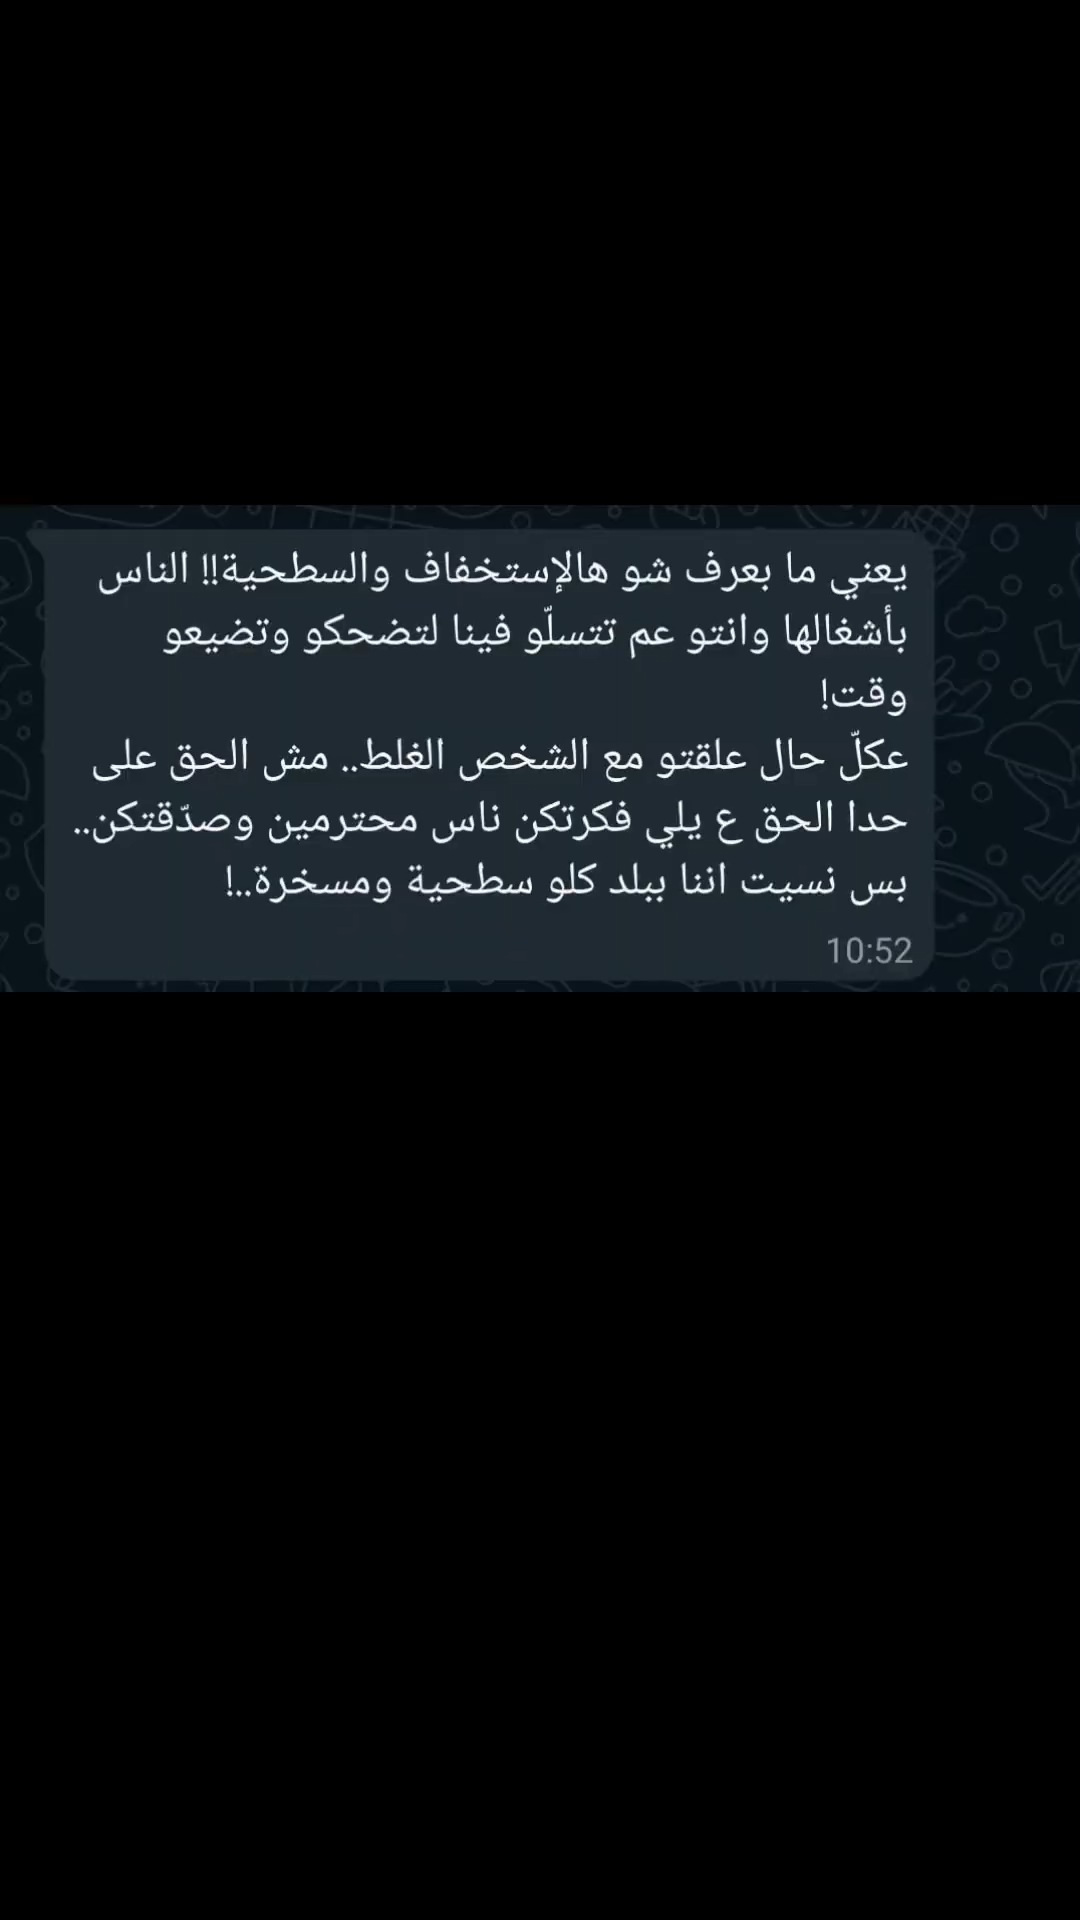 يعني ما بعرف شو هالإستخفاف والسطحية!! الناس
بأشغالها وانتو عم تتسلّو فينا لتضحكو وتضيعو
وقت!
عكلّ حال علقتو مع الشخص الغلط.. مش الحق على
حدا الحق ع يلي فكرتكن ناس محترمين وصدّقتكن..
بس نسيت اننا ببلد كلو سطحية ومسخرة..!
10:52